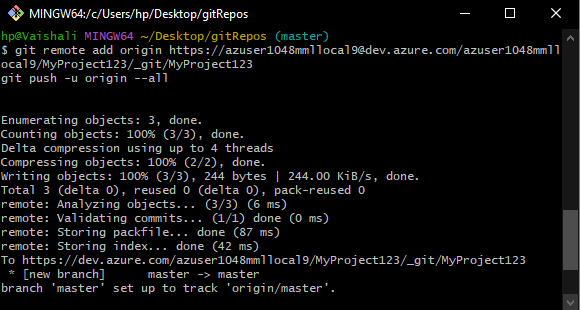 MINGW64:/c/Users/hp/Desktop/gitRepos
hp@Vaishali MINGW64 ~/Desktop/gitRepos (master)
$ git remote add origin https://azuser1048mmllocal9@dev.azure.com/azuser1048mmll
ocal9/MyProject123/_git/MyProject123
git push -u origin --all
Enumerating objects: 3, done.
Counting objects: 100% (3/3), done.
Delta compression using up to 4 threads
Compressing objects: 100% (2/2), done.
Writing objects: 100% (3/3), 244 bytes | 244.00 KiB/s, done.
Total 3 (delta 0), reused 0 (delta 0), pack-reused 0
remote: Analyzing objects... (3/3) (6 ms)
remote: Validating commits... (1/1) done (0 ms)
remote: Storing packfile... done (87 ms)
remote: Storing index... done (42 ms)
To https://dev.azure.com/azuser1048mmllocal9/MyProject123/_git/MyProject123
 * [new branch]      master -> master
branch 'master' set up to track 'origin/master'.